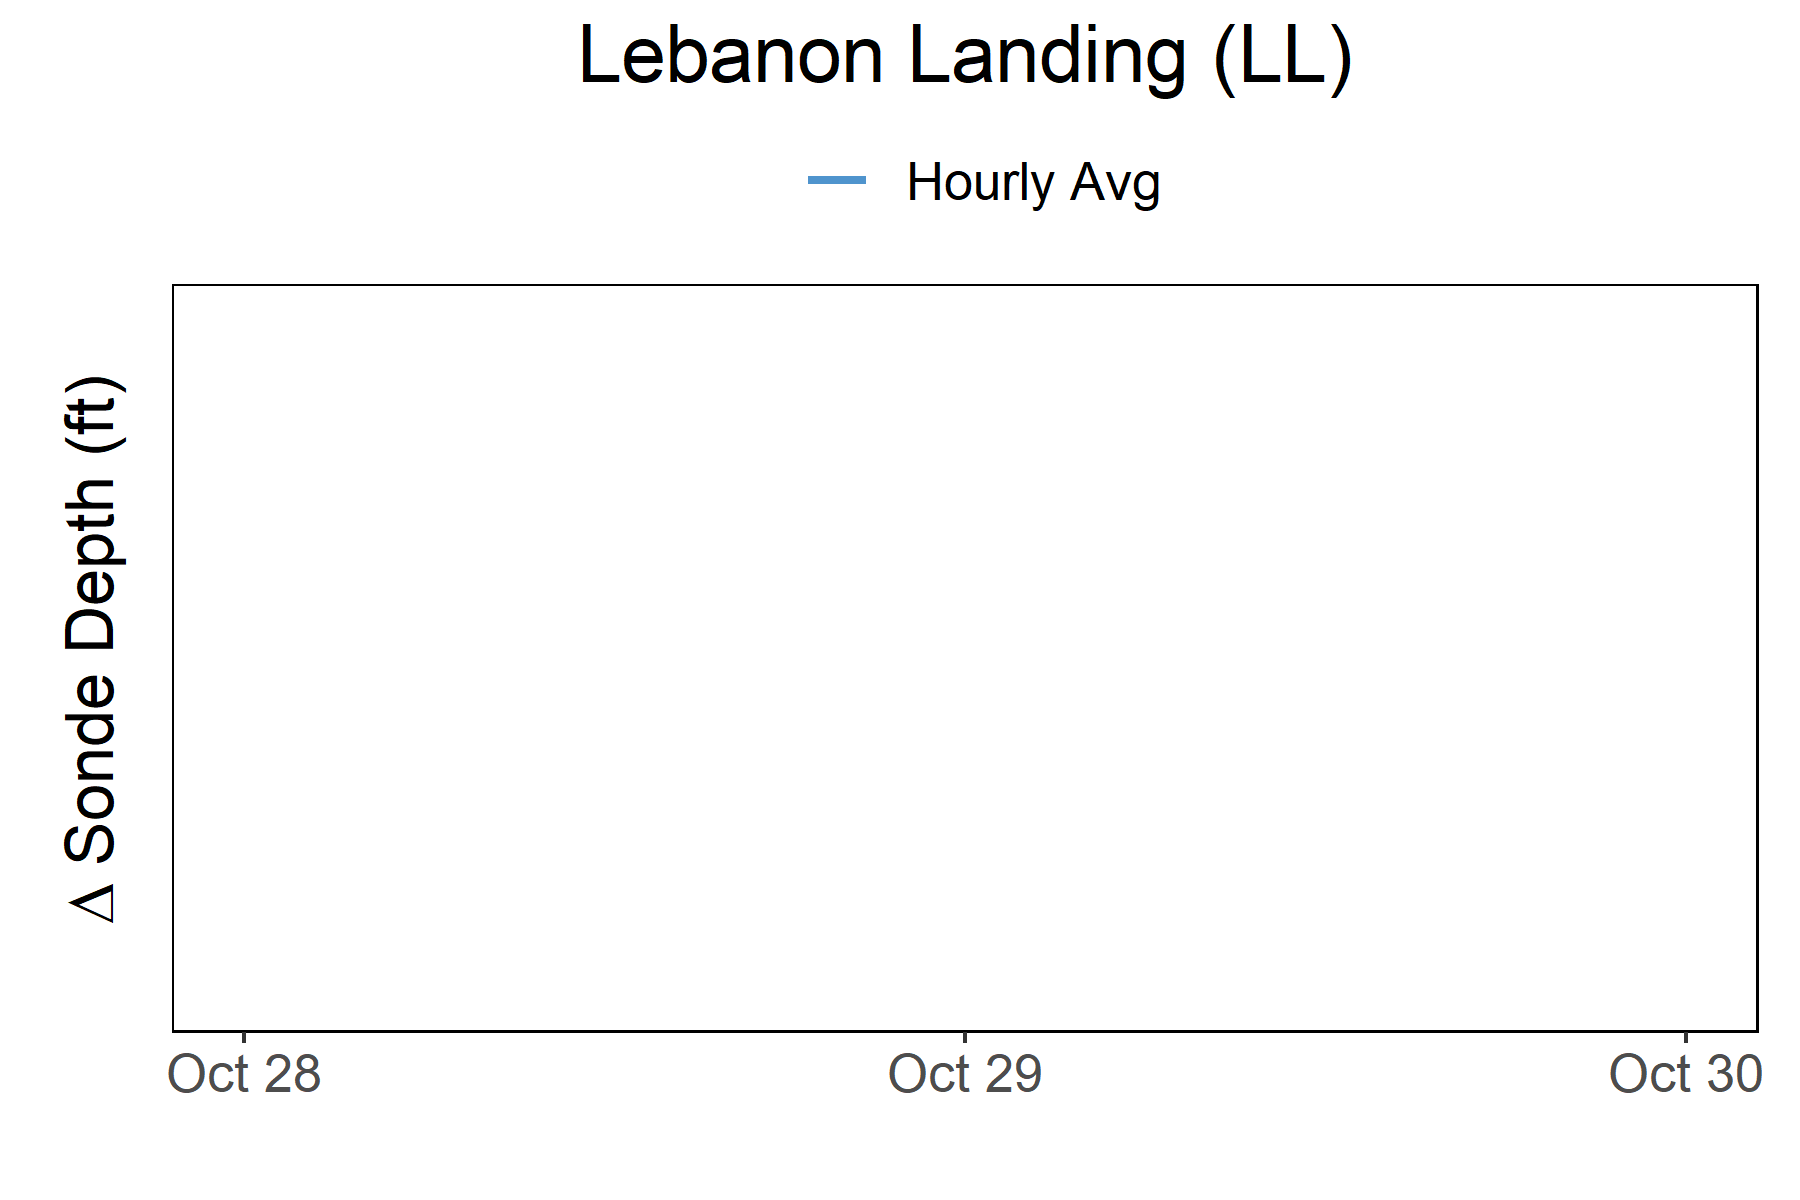 Lebanon Landing (LL)
Hourly Avg
Δ Sonde Depth (ft)
Oct 28
Oct 29
Oct 30